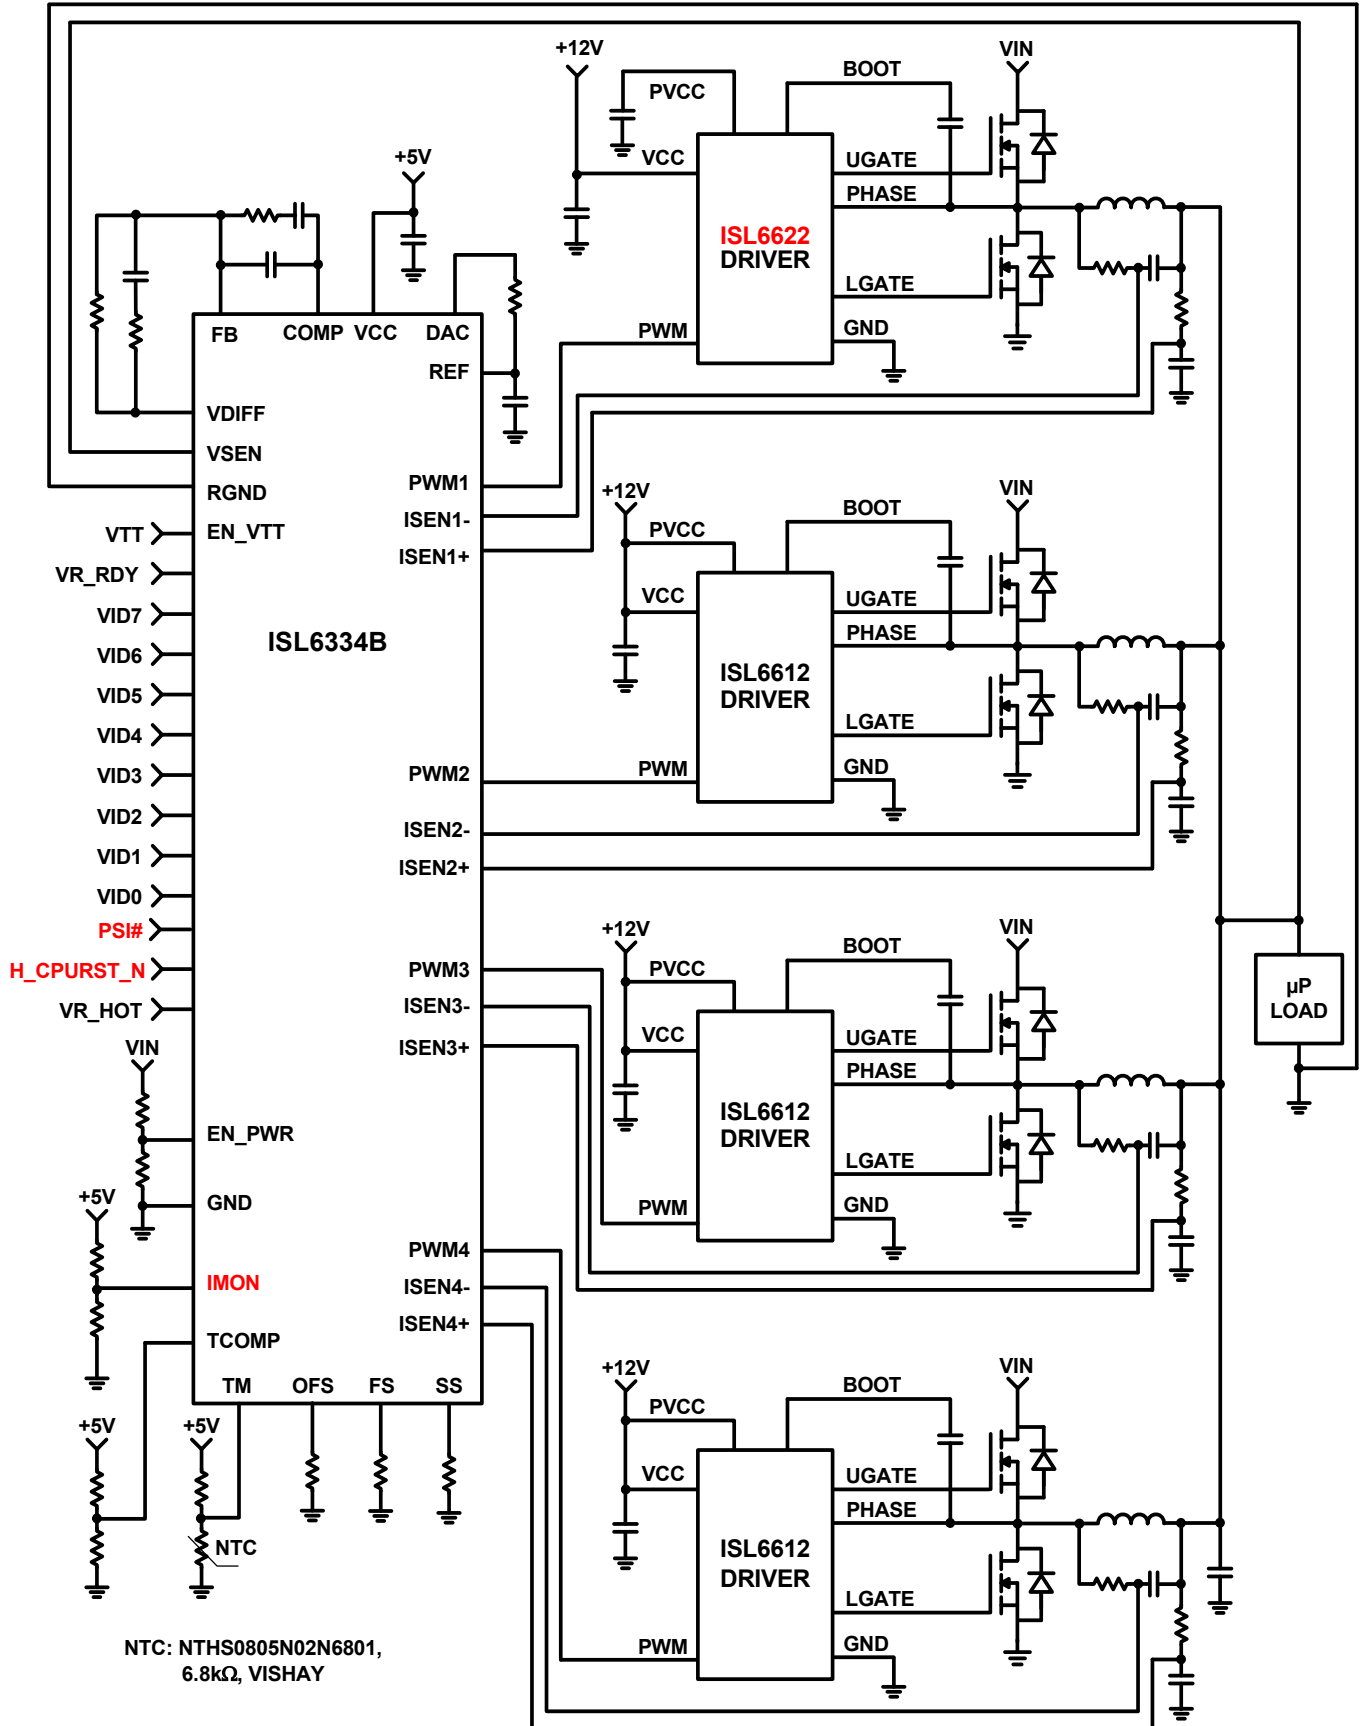 +12V
PVCC
BOOT
VIN
VCC
UGATE
PHASE
ISL6622
DRIVER
LGATE
PWM
GND
+5V
FB
COMP
VCC
DAC
REF
VDIFF
VSEN
RGND
EN_VTT
VTT
VR_RDY
VID7
VID6
VID5
VID4
VID3
VID2
VID1
VID0
PSI#
H_CPURST_N
VR_HOT
VIN
EN_PWR
GND
+5V
IMON
TCOMP
TM
OFS
FS
SS
ISL6334B
PWM1
ISEN1-
ISEN1+
PWM2
ISEN2-
ISEN2+
PWM3
ISEN3-
ISEN3+
PWM4
ISEN4-
ISEN4+
+12V
PVCC
BOOT
VIN
VCC
UGATE
PHASE
ISL6612
DRIVER
LGATE
PWM
GND
+12V
PVCC
BOOT
VIN
VCC
UGATE
PHASE
ISL6612
DRIVER
LGATE
PWM
GND
µP
LOAD
+12V
PVCC
BOOT
VIN
VCC
UGATE
PHASE
ISL6612
DRIVER
LGATE
PWM
GND
+5V
+5V
NTC
NTC: NTHS0805N02N6801,
6.8kΩ, VISHAY